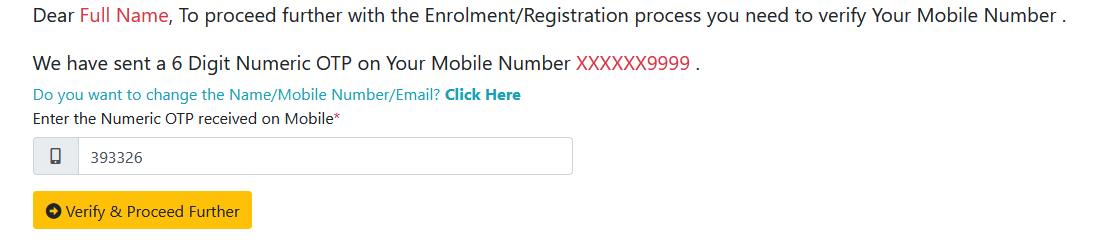 Dear Full Name, To proceed further with the Enrolment/Registration process you need to verify Your Mobile Number .
We have sent a 6 Digit Numeric OTP on Your Mobile Number XXXXXX9999 .
Do you want to change the Name/Mobile Number/Email? Click Here
Enter the Numeric OTP received on Mobile*
393326
Verify & Proceed Further